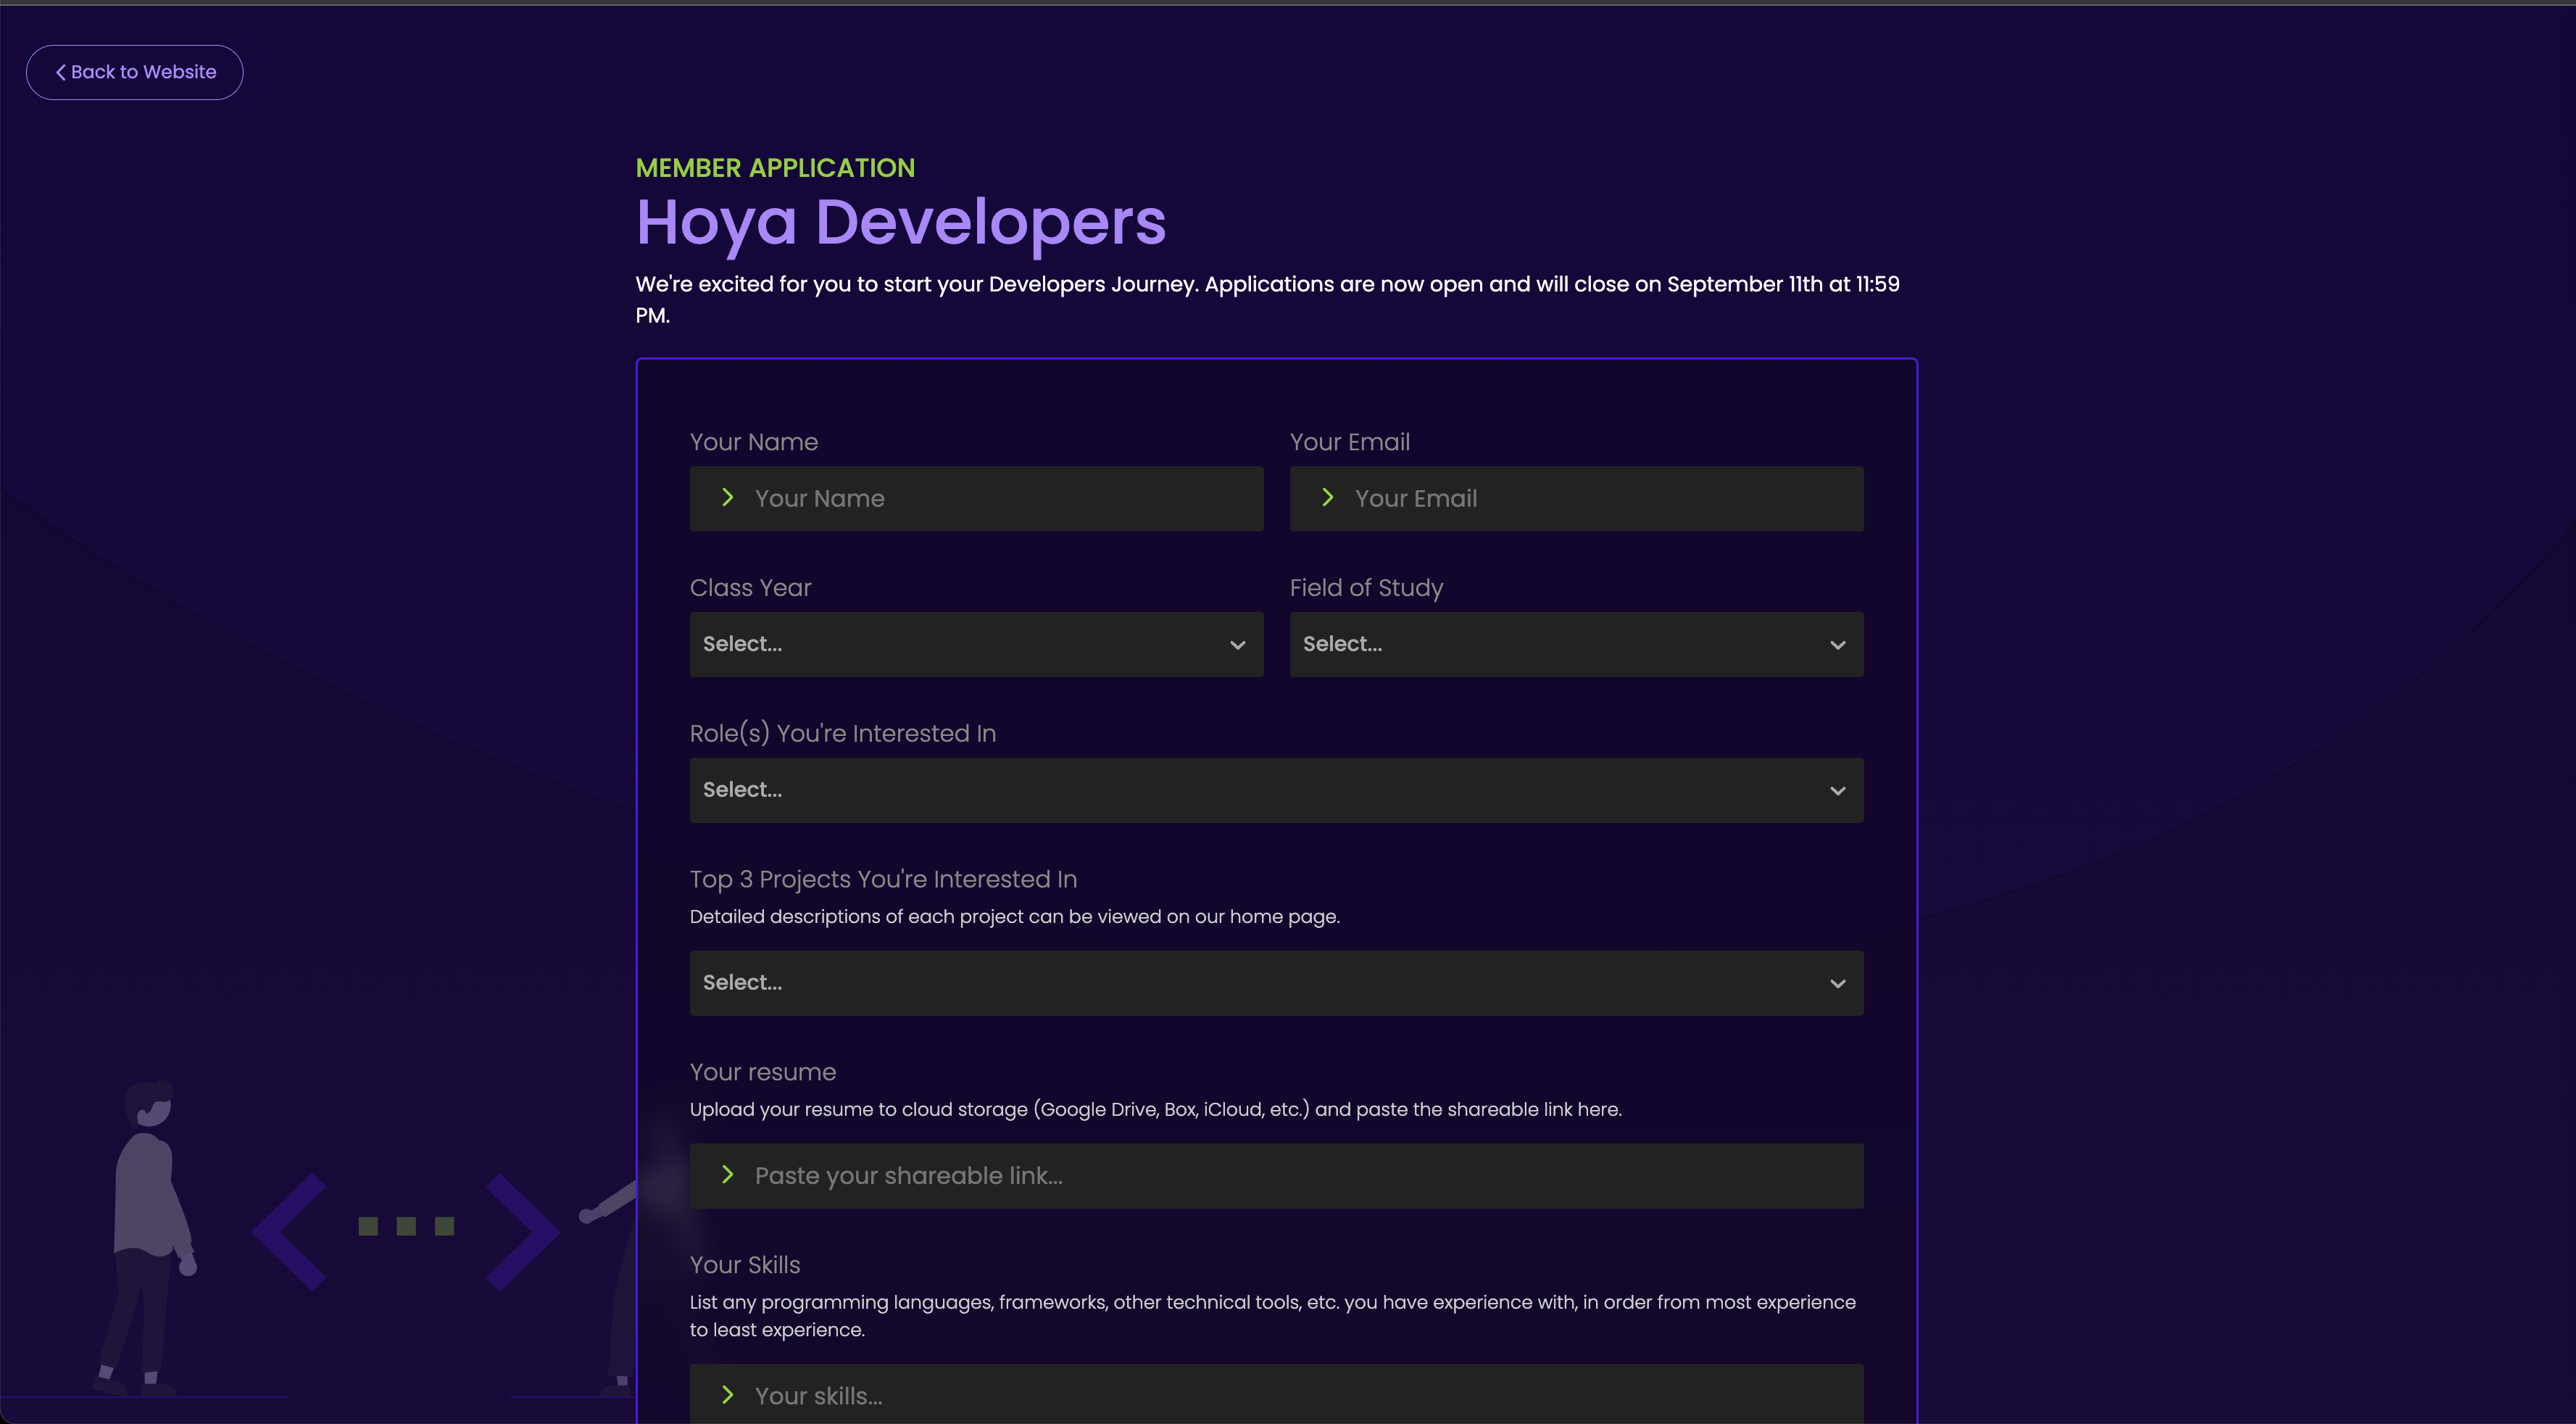 Back to Website
MEMBER APPLICATION
Hoya Developers
We're excited for you to start your Developers Journey. Applications are now open and will close on September 11th at 11:59
PM.
Your Name
Your Email
Your Name
Your Email
Class Year
Field of Study
Select...
Select...
Role(s) You're Interested In
Select...
Top 3 Projects You're Interested In
Detailed descriptions of each project can be viewed on our home page.
Select...
Your resume
Upload your resume to cloud storage (Google Drive, Box, iCloud, etc.) and paste the shareable link here.
Paste your shareable link...
Your Skills
List any programming languages, frameworks, other technical tools, etc. you have experience with, in order from most experience
to least experience.
Your skills...